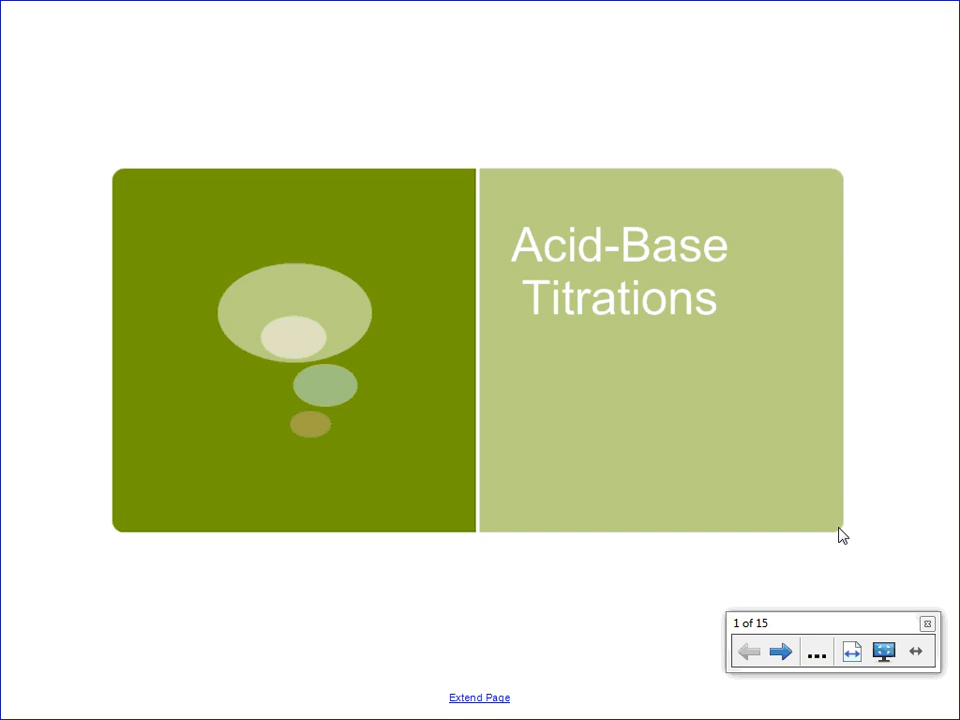 Acid-Base
Titrations
1 of 15
...
Extend Page